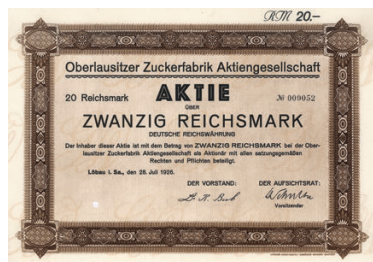 RM 20.–
Oberlausitzer Zuckerfabrik Aktiengesellschaft
20 Reichsmark AKTIE № 009052
ÜBER
ZWANZIG REICHSMARK
DEUTSCHE REICHSWÄHRUNG
Der Inhaber dieser Aktie ist mit dem Betrag von ZWANZIG REICHSMARK bei der Ober-
lausitzer Zuckerfabrik Aktiengesellschaft als Aktionär mit allen satzungsgemäßen
Rechten und Pflichten beteiligt.
Löbau i. Sa., den 28. Juli 1926.
DER VORSTAND: DER AUFSICHTSRAT:
Vorsitzender